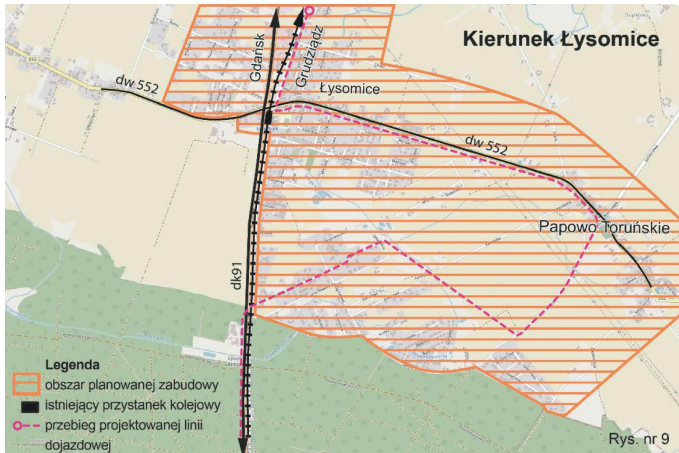 Kierunek Łysomice
Gdańsk
Grudziądz
Łysomice
dw 552
dw 552
Papowo Toruńskie
dk91
Legenda
obszar planowanej zabudowy
istniejący przystanek kolejowy
przebieg projektowanej linii
dojazdowej
Rys. nr 9